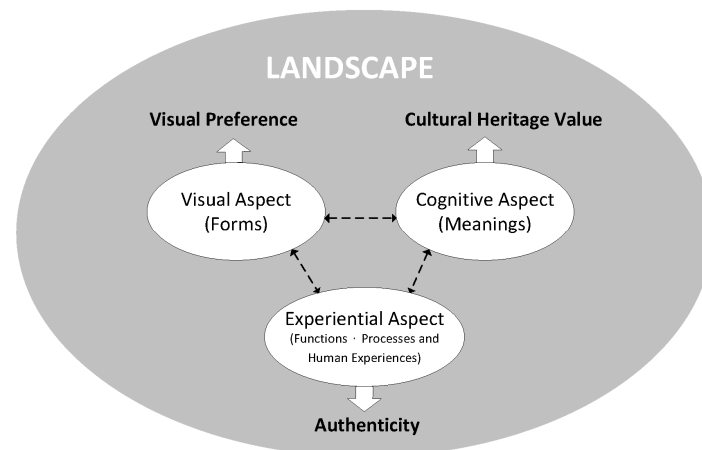 LANDSCAPE
Visual Preference
Cultural Heritage Value
Visual Aspect
(Forms)
Cognitive Aspect
(Meanings)
Experiential Aspect
(Functions · Processes and
Human Experiences)
Authenticity